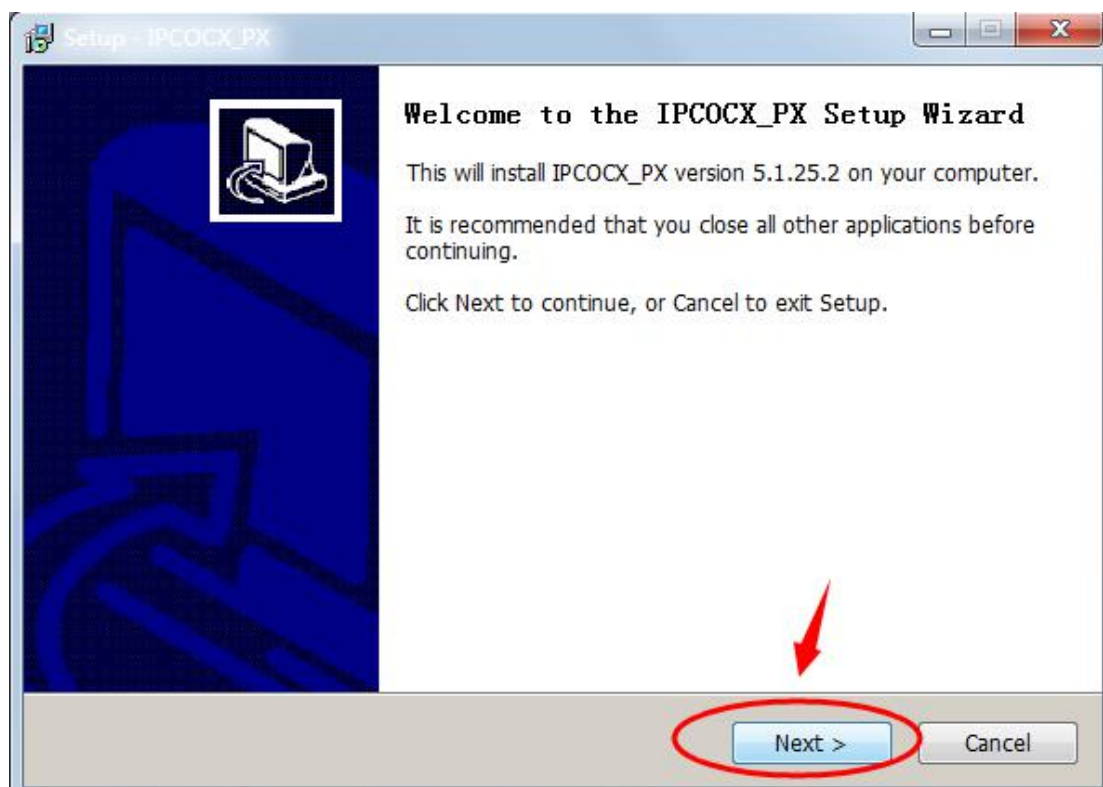 Setup - IPCOCX_PX
Welcome to the IPCOCX_PX Setup Wizard
This will install IPCOCX_PX version 5.1.25.2 on your computer.
It is recommended that you close all other applications before
continuing.
Click Next to continue, or Cancel to exit Setup.
Next >
Cancel